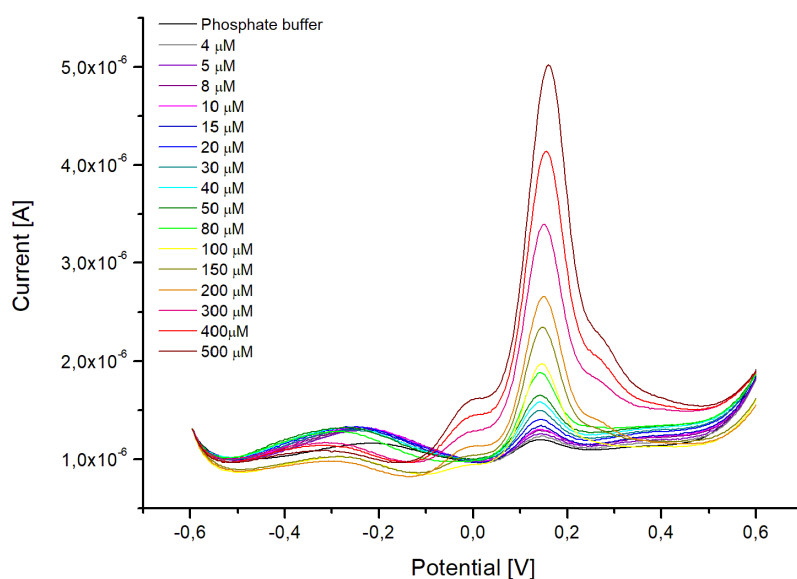 Phosphate buffer
4 μM
5 μM
8 μM
10 μM
15 μM
20 μM
30 μM
40 μM
50 μM
80 μM
100 μM
150 μM
200 μM
300 μM
400μM
500 μM
5,0x10⁻⁶
4,0x10⁻⁶
3,0x10⁻⁶
2,0x10⁻⁶
1,0x10⁻⁶
Current [A]
-0,6 -0,4 -0,2 0,0 0,2 0,4 0,6
Potential [V]